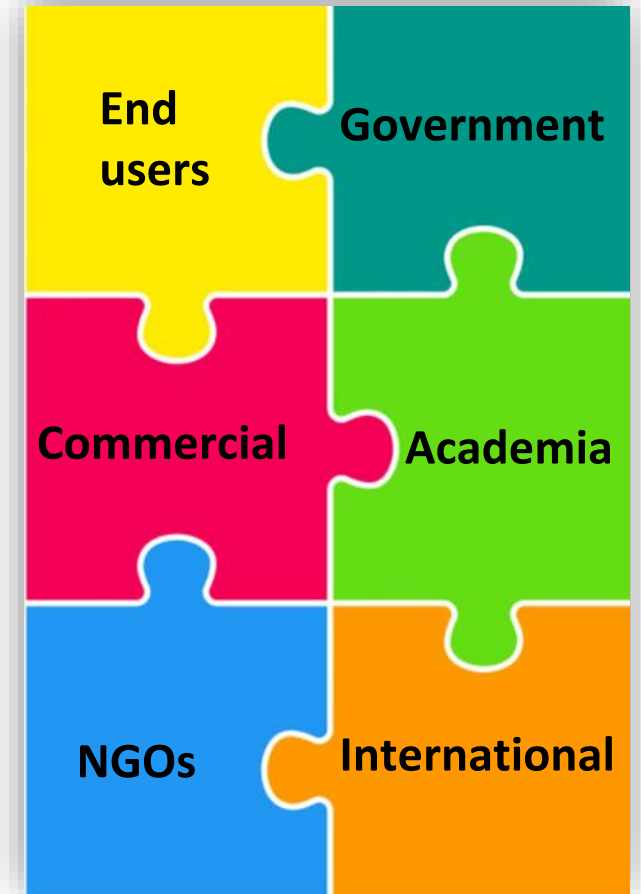 End
users
Government
Commercial
Academia
NGOs
International